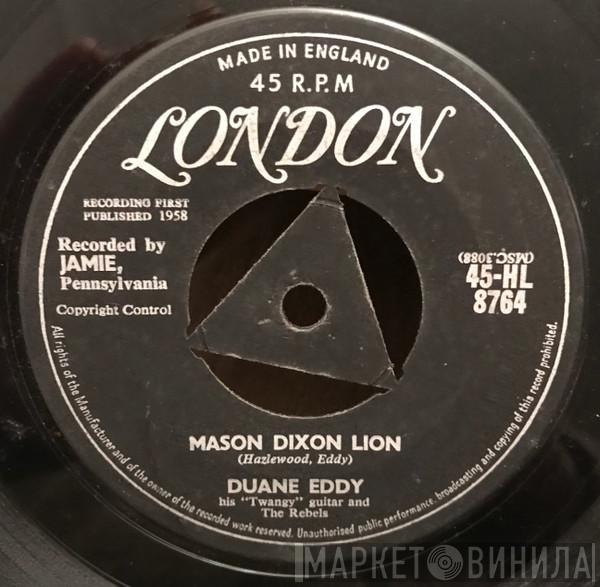 MADE IN ENGLAND
45 R.P.M
LONDON
RECORDING FIRST
PUBLISHED 1958
Recorded by
JAMIE,
Pennsylvania
Copyright Control
(MSC.3088)
45-HL
8764
MASON DIXON LION
(Hazlewood, Eddy)
DUANE EDDY
his "Twangy" guitar and
The Rebels
All rights of the Manufacturer and of the owner of the recorded work reserved. Unauthorised public performance, broadcasting and copying of this record prohibited.
МАРКЕТ ВИНИЛА